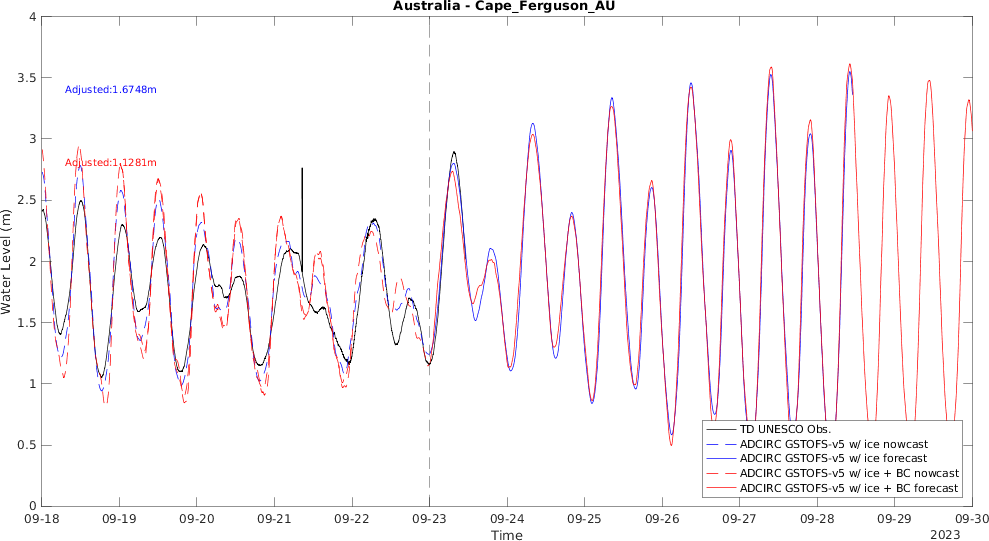 Australia - Cape_Ferguson_AU
4
3.5
3
2.5
2
1.5
1
0.5
0
Water Level (m)
Adjusted:1.6748m
Adjusted:1.1281m
TD UNESCO Obs.
ADCIRC GSTOFS-v5 w/ ice nowcast
ADCIRC GSTOFS-v5 w/ ice forecast
ADCIRC GSTOFS-v5 w/ ice + BC nowcast
ADCIRC GSTOFS-v5 w/ ice + BC forecast
09-18 09-19 09-20 09-21 09-22 09-23 09-24 09-25 09-26 09-27 09-28 09-29 09-30
Time
2023